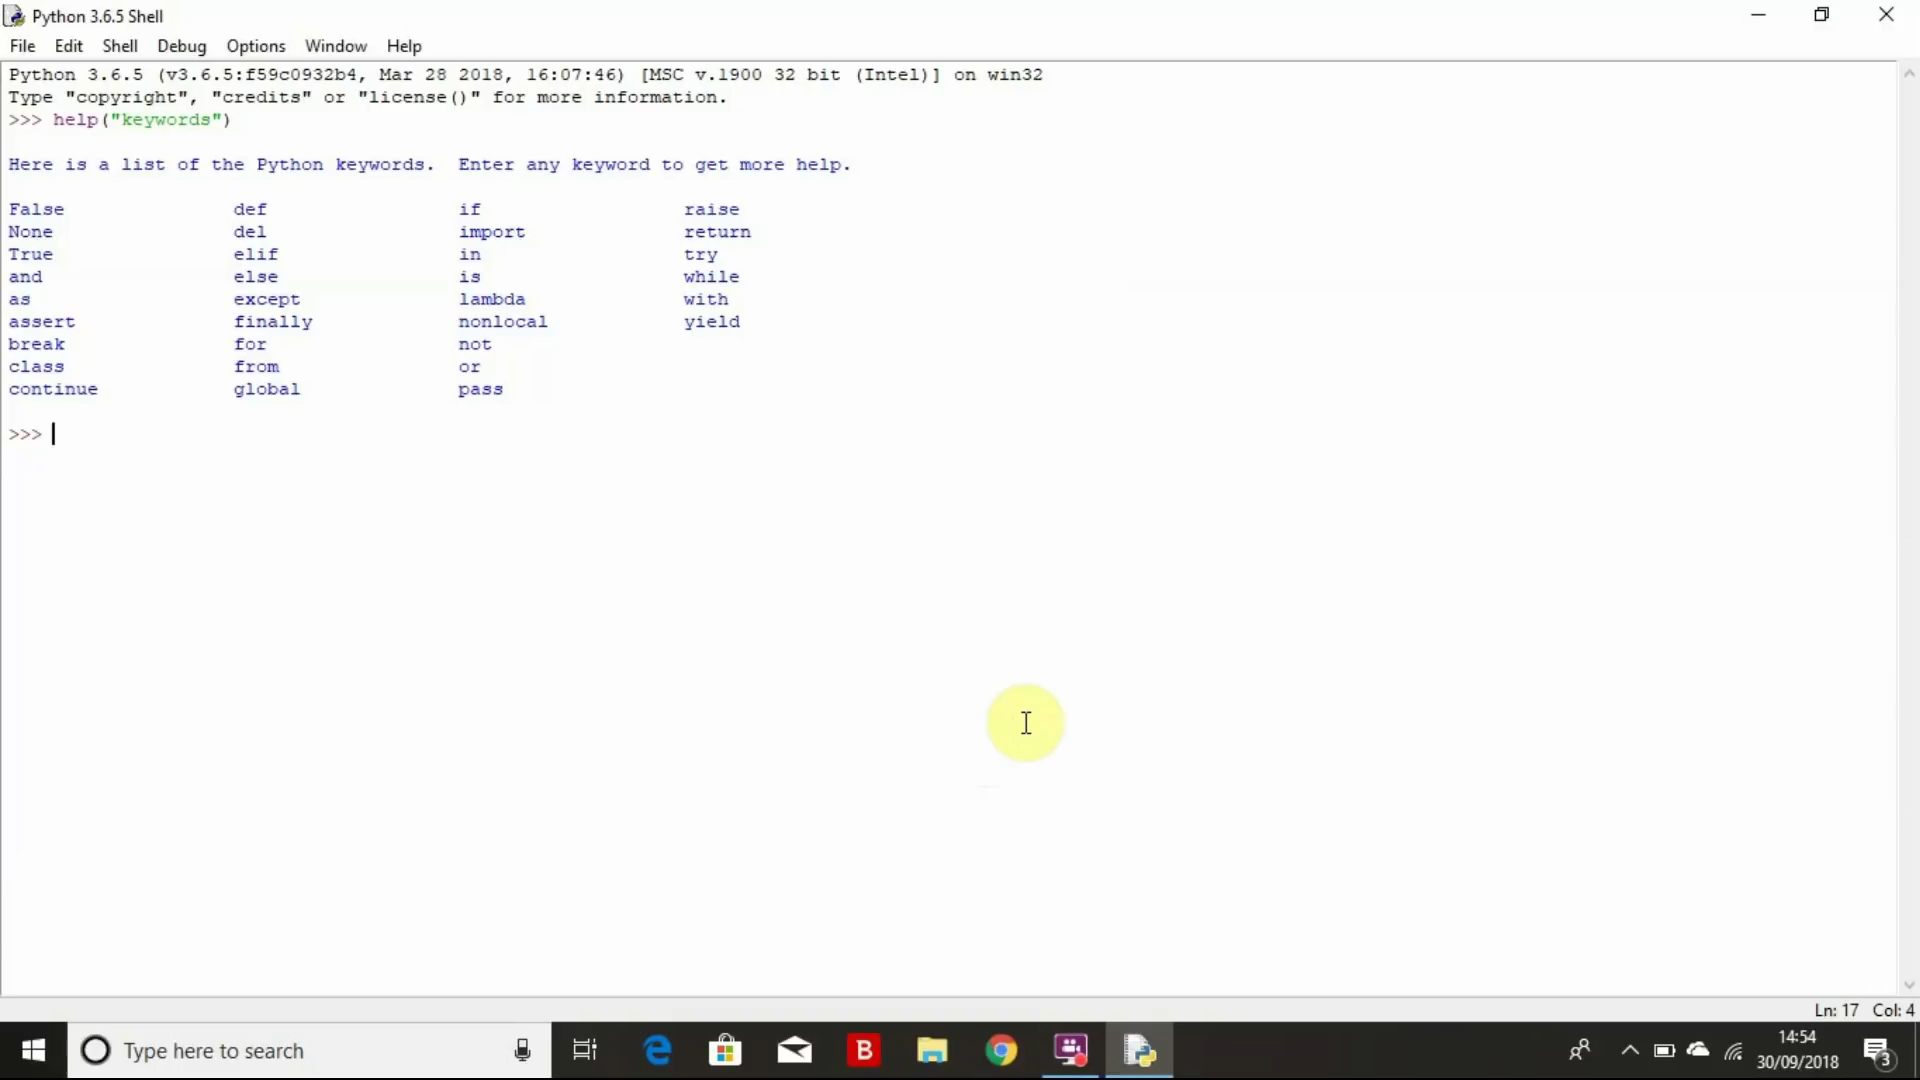 Python 3.6.5 Shell
File Edit Shell Debug Options Window Help
Python 3.6.5 (v3.6.5:f59c0932b4, Mar 28 2018, 16:07:46) [MSC v.1900 32 bit (Intel)] on win32
Type "copyright", "credits" or "license()" for more information.
>>> help("keywords")
Here is a list of the Python keywords.  Enter any keyword to get more help.
False def if raise
None del import return
True elif in try
and else is while
as except lambda with
assert finally nonlocal yield
break for not
class from or
continue global pass
>>>
Ln: 17 Col: 4
Type here to search
B
14:54
30/09/2018
3